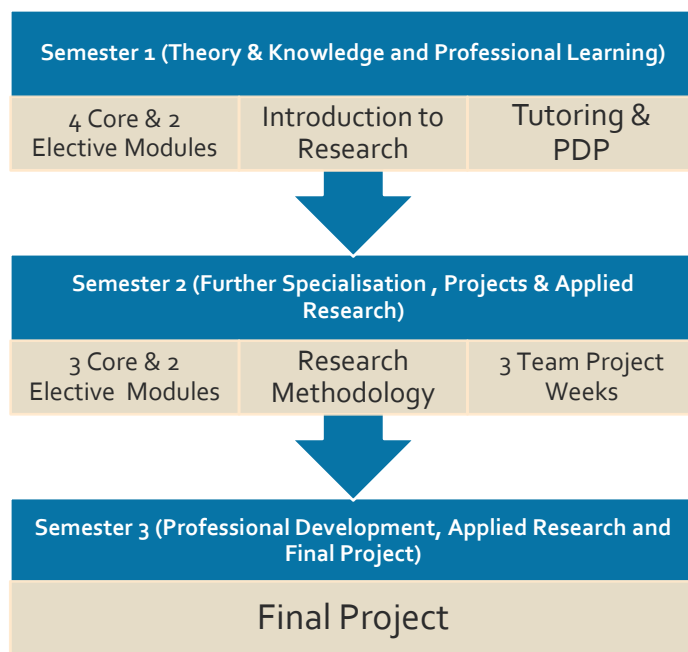 Semester 1 (Theory & Knowledge and Professional Learning)
4 Core & 2
Elective Modules
Introduction to
Research
Tutoring &
PDP
Semester 2 (Further Specialisation , Projects & Applied
Research)
3 Core & 2
Elective Modules
Research
Methodology
3 Team Project
Weeks
Semester 3 (Professional Development, Applied Research and
Final Project)
Final Project